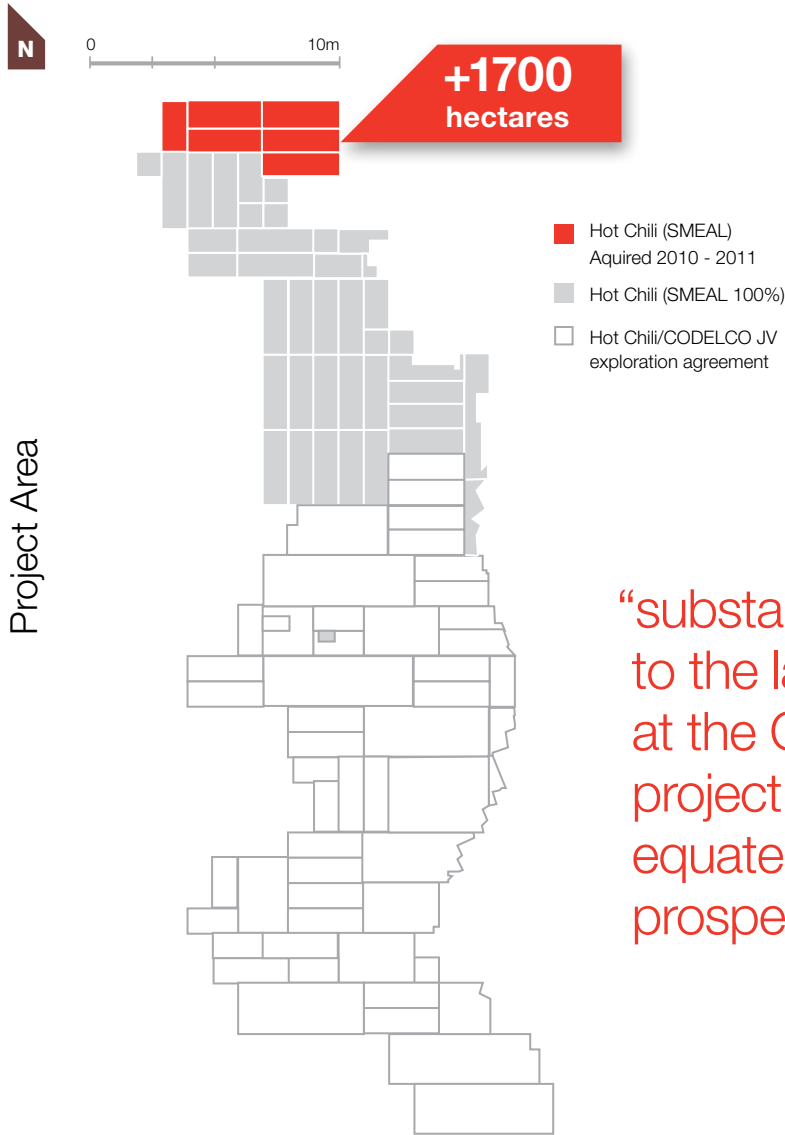 N
0 10m
+1700
hectares
Hot Chili (SMEAL)
Aquired 2010 - 2011
Hot Chili (SMEAL 100%)
Hot Chili/CODELCO JV
exploration agreement
Project Area
“substa
to the la
at the
project
equate
prospe